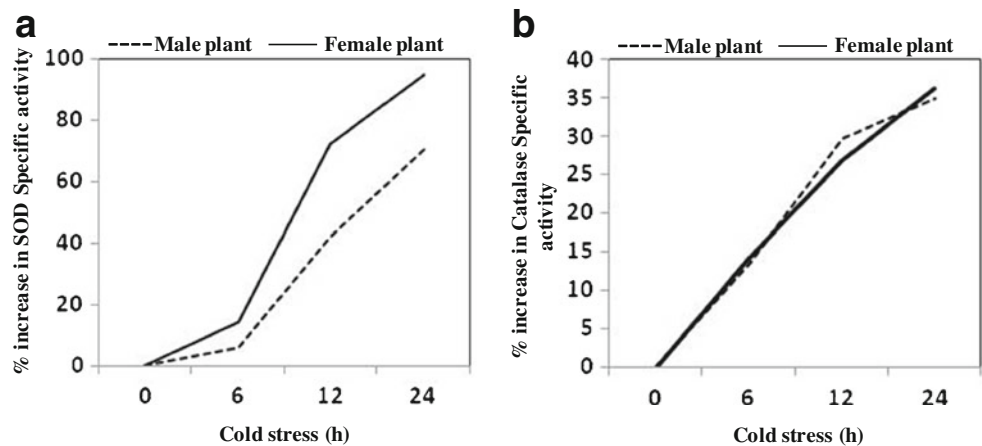 a
Male plant
Female plant
% increase in SOD Specific activity
100
80
60
40
20
0
0
6
12
24
Cold stress (h)
b
Male plant
Female plant
% increase in Catalase Specific
activity
40
35
30
25
20
15
10
5
0
0
6
12
24
Cold stress (h)